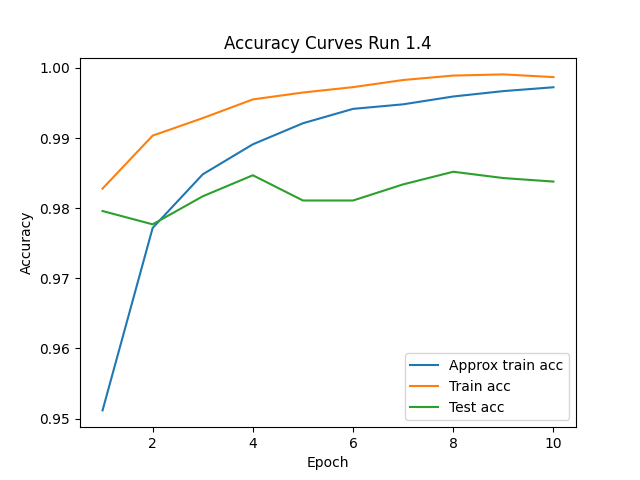 Accuracy Curves Run 1.4
1.00
0.99
0.98
0.97
0.96
0.95
Accuracy
2
4
6
8
10
Epoch
Approx train acc
Train acc
Test acc